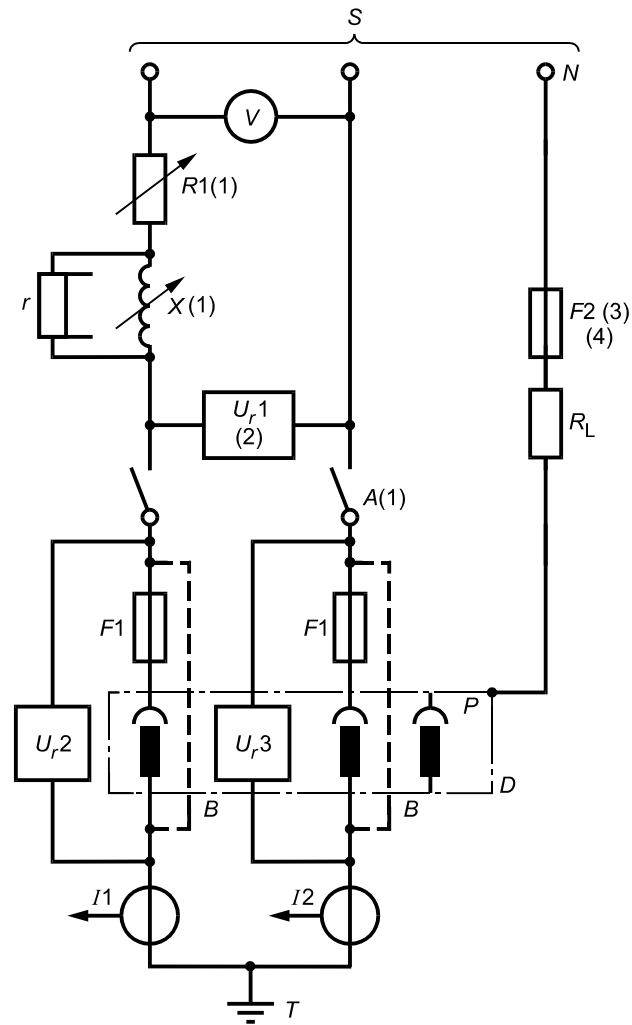 S
N
V
R1(1)
r
X(1)
F2 (3)
(4)
Ur1
(2)
RL
A(1)
F1
F1
P
Ur2
Ur3
D
B
B
I1
I2
T